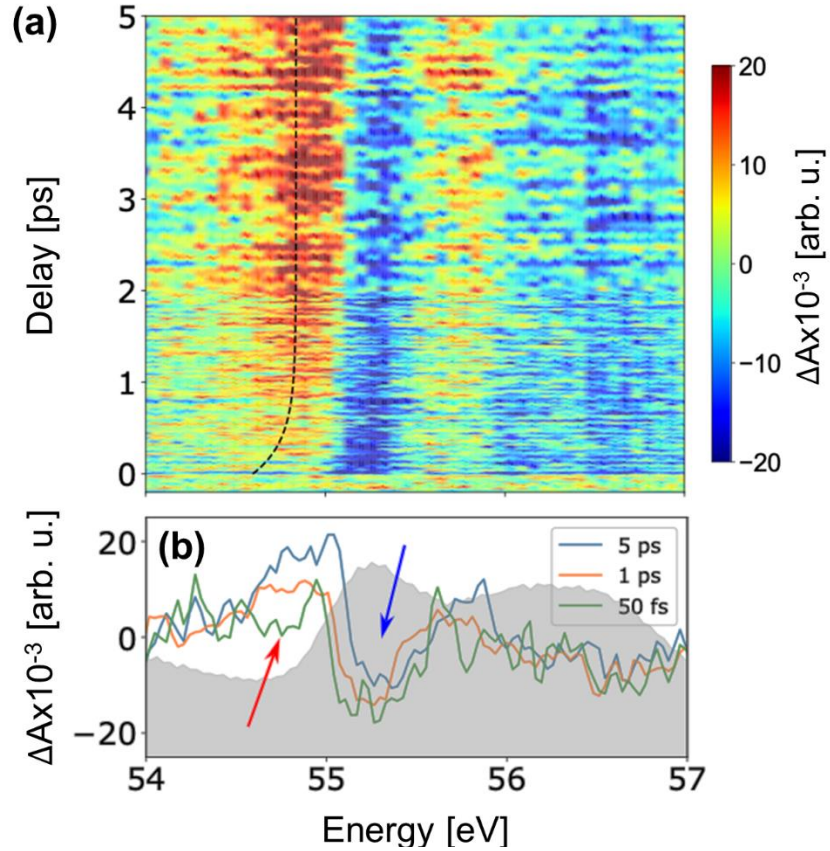 (a)
5
4
3
2
1
0
Delay [ps]
20
10
0
−10
−20
ΔAx10⁻³ [arb. u.]
(b)
20
0
−20
ΔAx10⁻³ [arb. u.]
5 ps
1 ps
50 fs
54 55 56 57
Energy [eV]